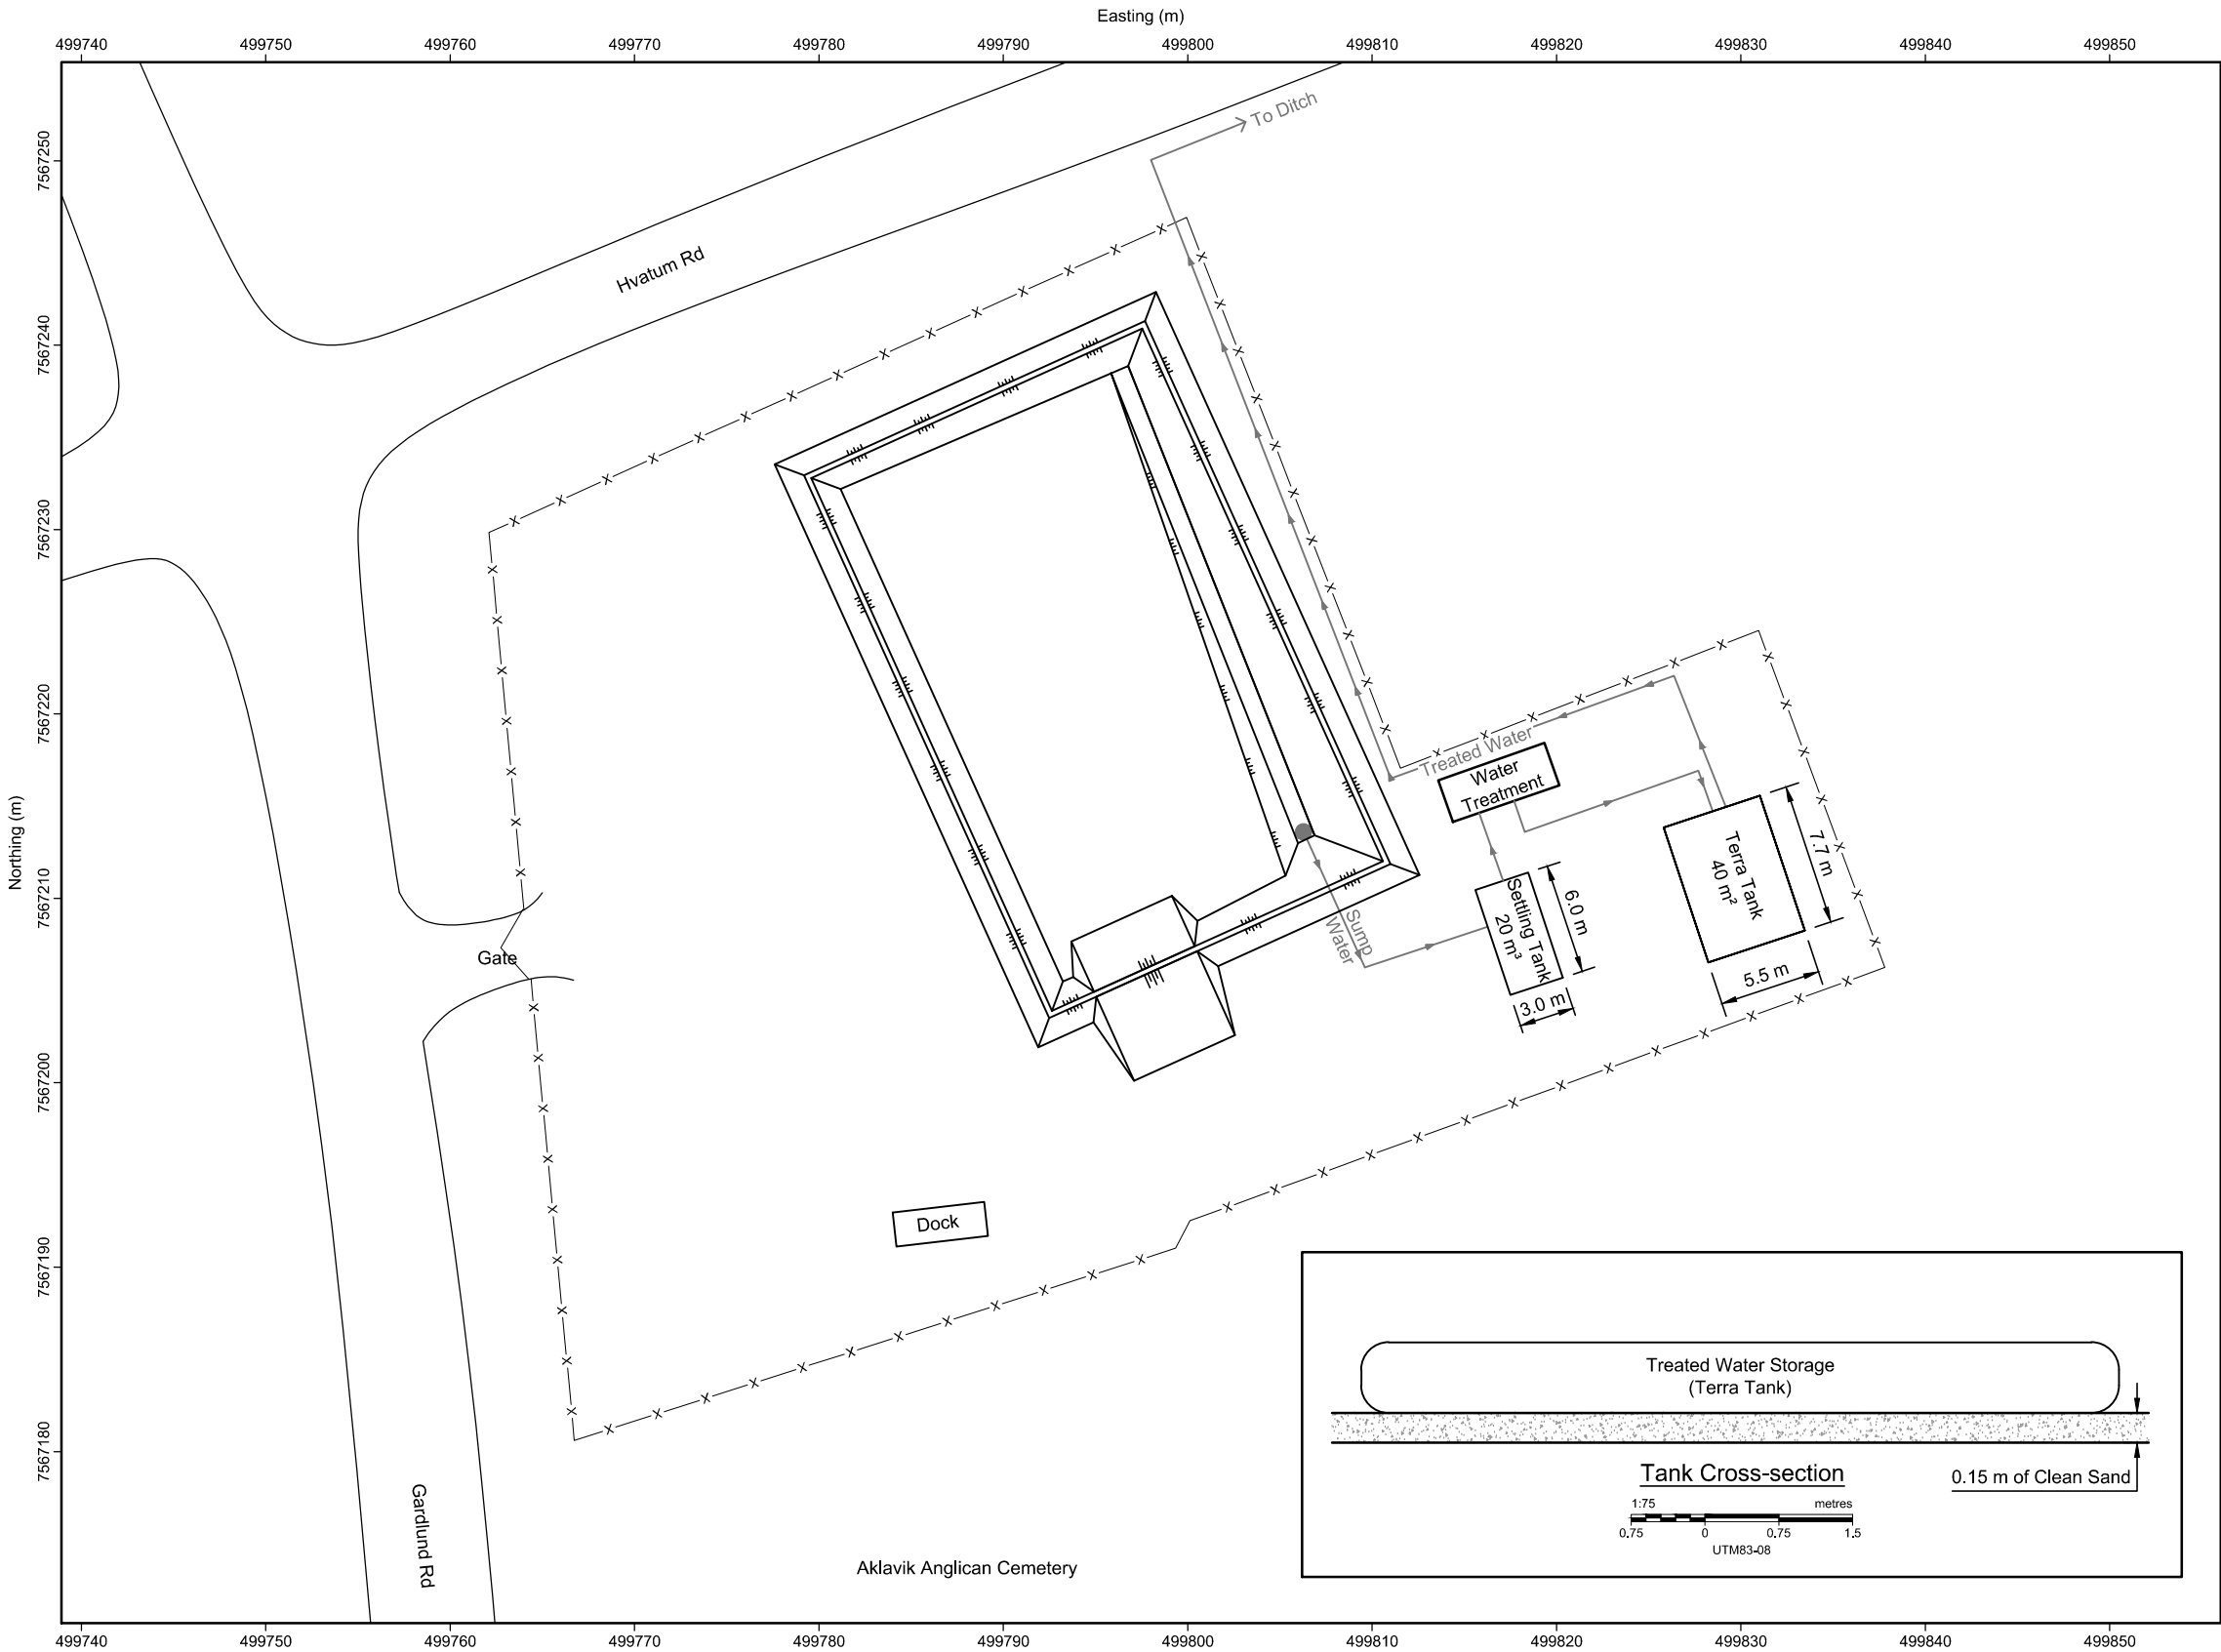 Easting (m)
499740 499750 499760 499770 499780 499790 499800 499810 499820 499830 499840 499850
Northing (m)
7567250
7567240
7567230
7567220
7567210
7567200
7567190
7567180
To Ditch
Hvatum Rd
Treated Water
Water
Treatment
Terra Tank
40 m²
7.7 m
5.5 m
Settling Tank
20 m³
6.0 m
3.0 m
Sump
Water
Gate
Dock
Gardlund Rd
Aklavik Anglican Cemetery
Treated Water Storage
(Terra Tank)
Tank Cross-section
0.15 m of Clean Sand
1:75 metres
0.75 0 0.75 1.5
UTM83-08
499740 499750 499760 499770 499780 499790 499800 499810 499820 499830 499840 499850